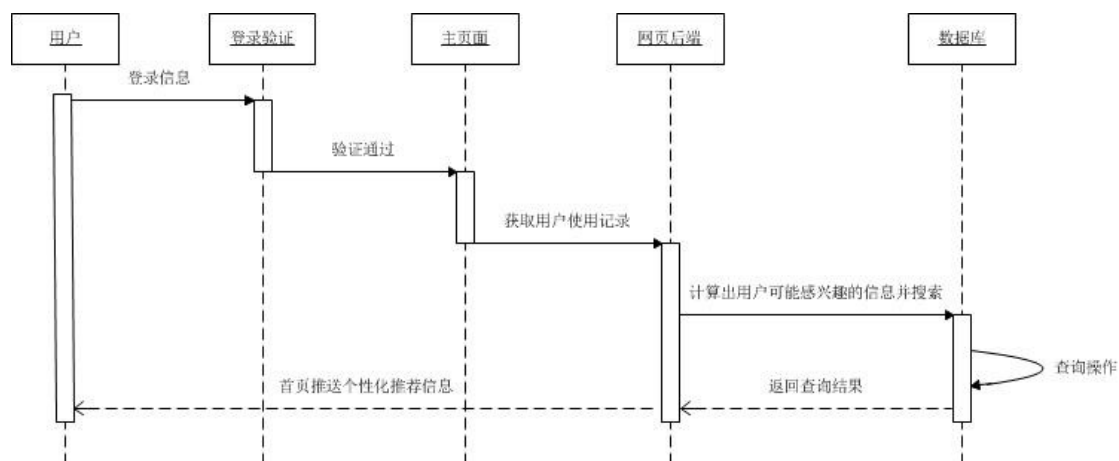 用户
登录验证
主页面
网页后端
数据库
登录信息
验证通过
获取用户使用记录
计算出用户可能感兴趣的信息并搜索
查询操作
首页推送个性化推荐信息
返回查询结果